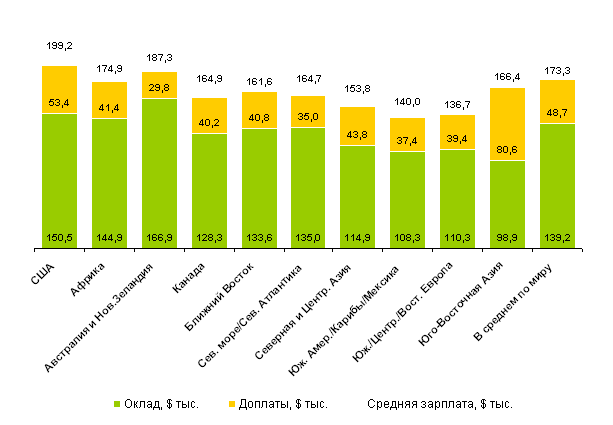 199,2
174,9
187,3
164,9
161,6
164,7
153,8
140,0
136,7
166,4
173,3
53,4
41,4
29,8
40,2
40,8
35,0
43,8
37,4
39,4
80,6
48,7
150,5
144,9
166,9
128,3
133,6
135,0
114,9
108,3
110,3
98,9
139,2
США
Африка
Австралия и Нов.Зеландия
Канада
Ближний Восток
Сев. море/Сев. Атлантика
Северная и Центр. Азия
Юж. Амер./Карибы/Мексика
Юж./Центр./Вост. Европа
Юго-Восточная Азия
В среднем по миру
Оклад, $ тыс.
Доплаты, $ тыс.
Средняя зарплата, $ тыс.